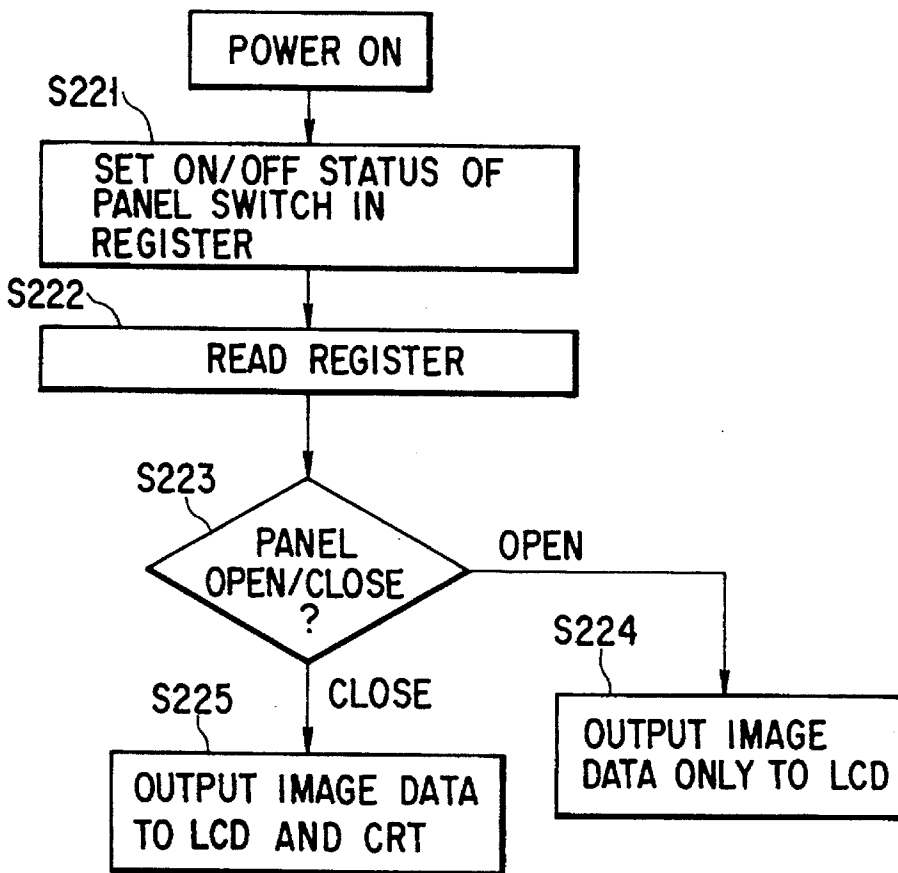 POWER ON
S221
SET ON/OFF STATUS OF
PANEL SWITCH IN
REGISTER
S222
READ REGISTER
S223
PANEL
OPEN/CLOSE
?
OPEN
S224
OUTPUT IMAGE
DATA ONLY TO LCD
CLOSE
S225
OUTPUT IMAGE DATA
TO LCD AND CRT